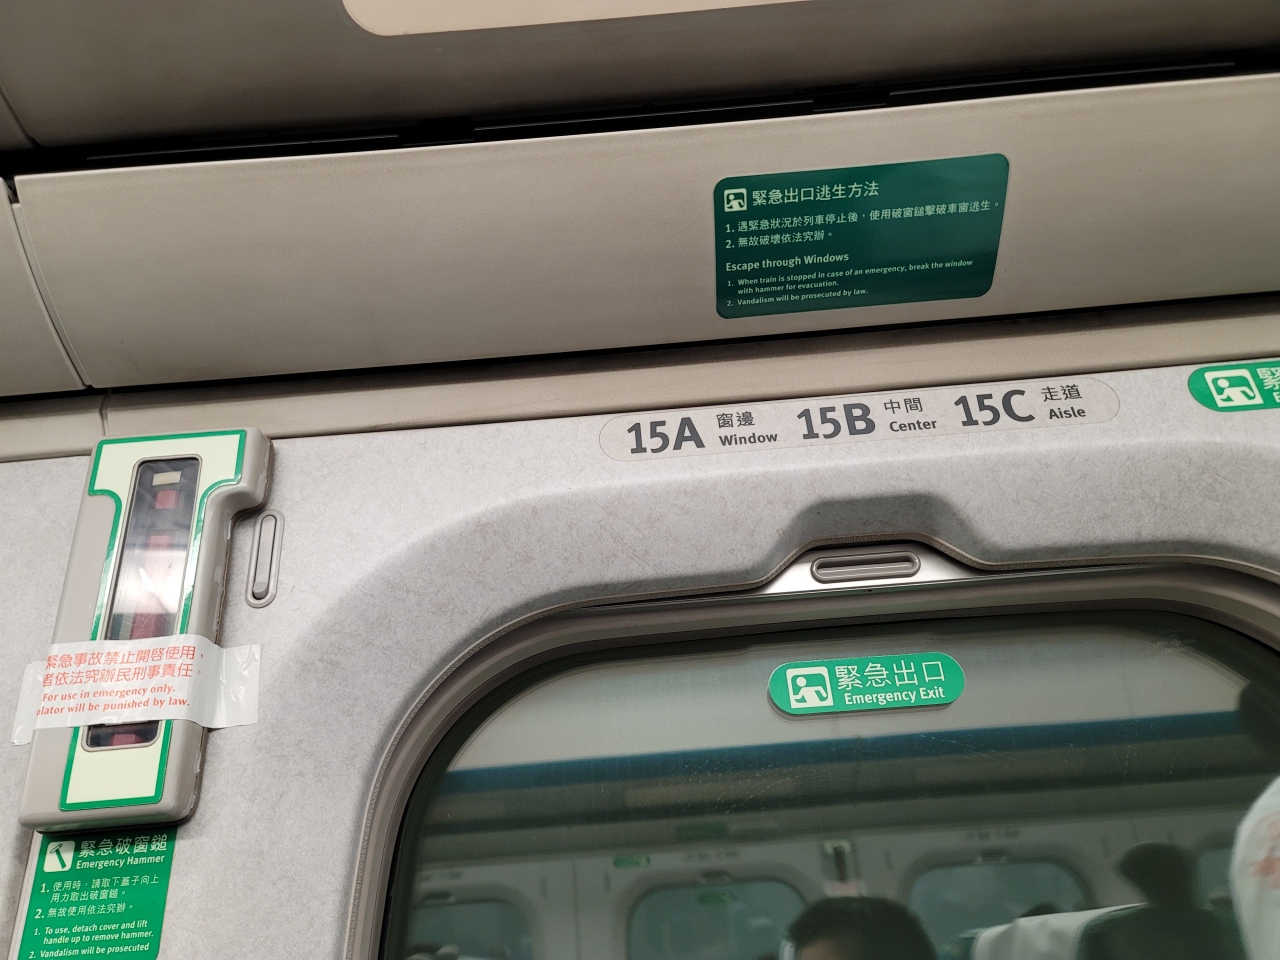 緊急出口逃生方法
1. 遇緊急狀況於列車停止後，使用破窗鎚擊破車窗逃生。
2. 無故破壞依法究辦。
Escape through Windows
1. When train is stopped in case of an emergency, break the window
with hammer for evacuation.
2. Vandalism will be prosecuted by law.
15A 窗邊 Window 15B 中間 Center 15C 走道 Aisle
緊
緊急事故禁止開啓使用，
者依法究辦民刑事責任。
For use in emergency only.
will be punished by law.
緊急出口
Emergency Exit
緊急破窗鎚
Emergency Hammer
1. 使用時，請取下蓋子向上
用力取出破窗鎚。
2. 無故使用依法究辦。
1. To use, detach cover and lift
handle up to remove hammer.
2. Vandalism will be prosecuted